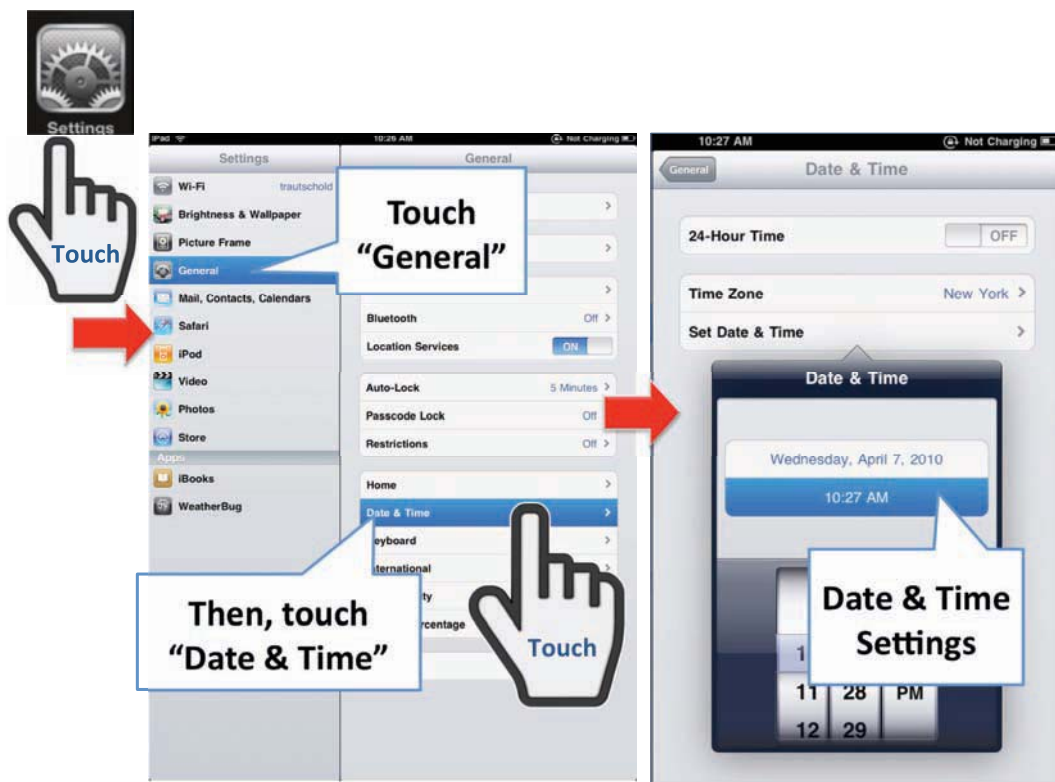 Settings
Touch
iPad
10:26 AM
Not Charging
Settings
General
Wi-Fi
trautschold
Brightness & Wallpaper
Picture Frame
General
Mail, Contacts, Calendars
Safari
iPod
Video
Photos
Store
Apps
iBooks
WeatherBug
Touch
“General”
Bluetooth
Off
Location Services
ON
Auto-Lock
5 Minutes
Passcode Lock
Off
Restrictions
Off
Home
Date & Time
Then, touch
“Date & Time”
Touch
10:27 AM
Not Charging
General
Date & Time
24-Hour Time
OFF
Time Zone
New York
Set Date & Time
Date & Time
Wednesday, April 7, 2010
10:27 AM
Date & Time
Settings
11 28 PM
12 29